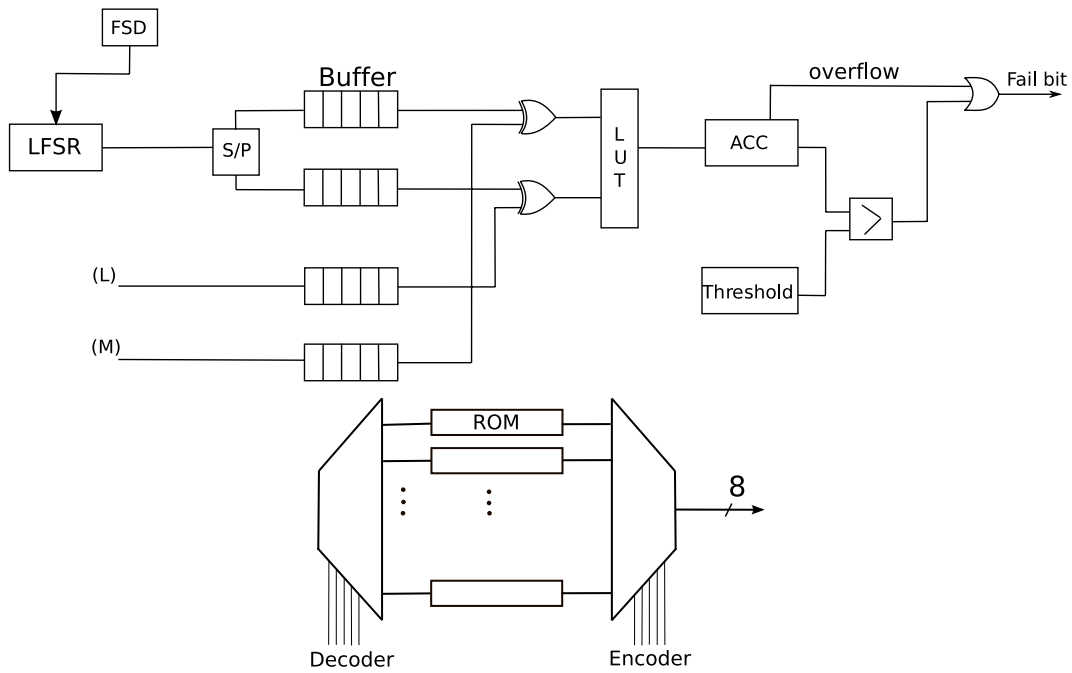 FSD
Buffer
overflow
Fail bit
LFSR
S/P
L
U
T
ACC
(L)
Threshold
(M)
ROM
8
Decoder
Encoder